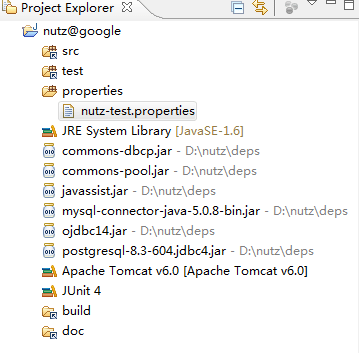 Project Explorer
nutz@google
src
test
properties
nutz-test.properties
JRE System Library [JavaSE-1.6]
commons-dbcp.jar - D:\nutz\deps
commons-pool.jar - D:\nutz\deps
javassist.jar - D:\nutz\deps
mysql-connector-java-5.0.8-bin.jar - D:\nutz\deps
ojdbc14.jar - D:\nutz\deps
postgresql-8.3-604.jdbc4.jar - D:\nutz\deps
Apache Tomcat v6.0 [Apache Tomcat v6.0]
JUnit 4
build
doc